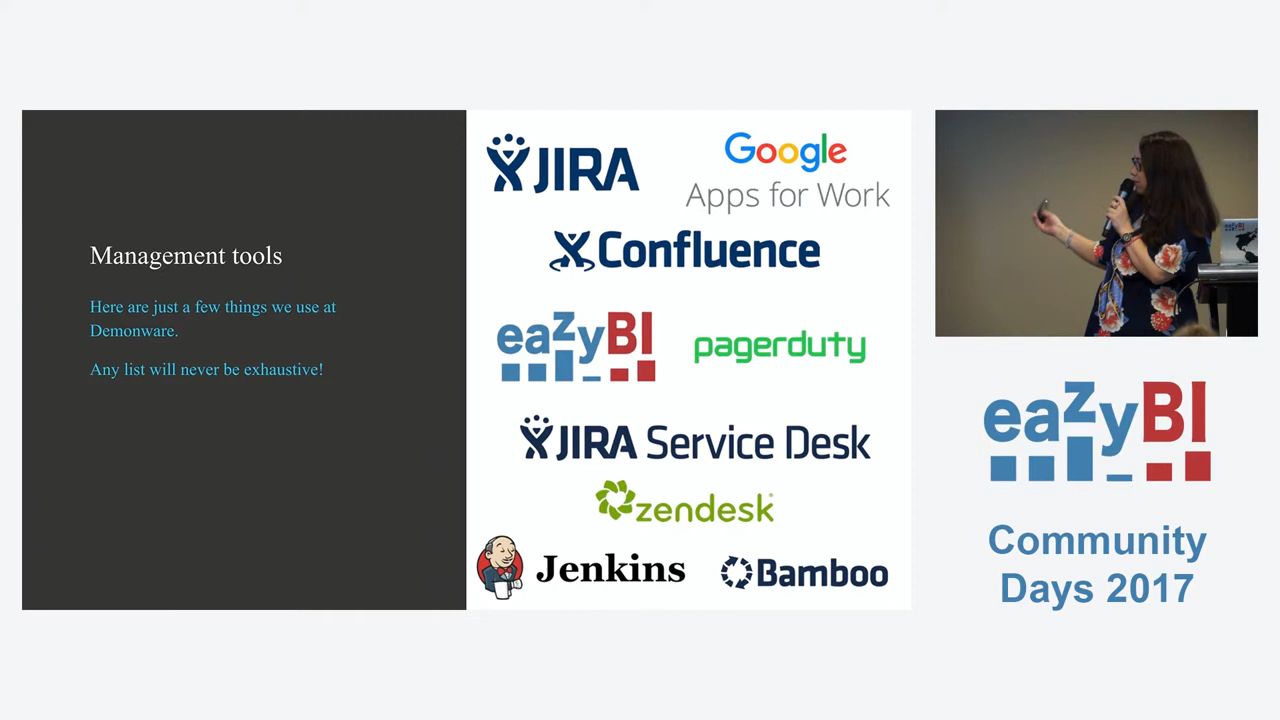 Management tools
Here are just a few things we use at
Demonware.
Any list will never be exhaustive!
JIRA
Google
Apps for Work
Confluence
eazyBI
pagerduty
JIRA Service Desk
zendesk
Jenkins
Bamboo
eazyBI
eazyBI
Community
Days 2017